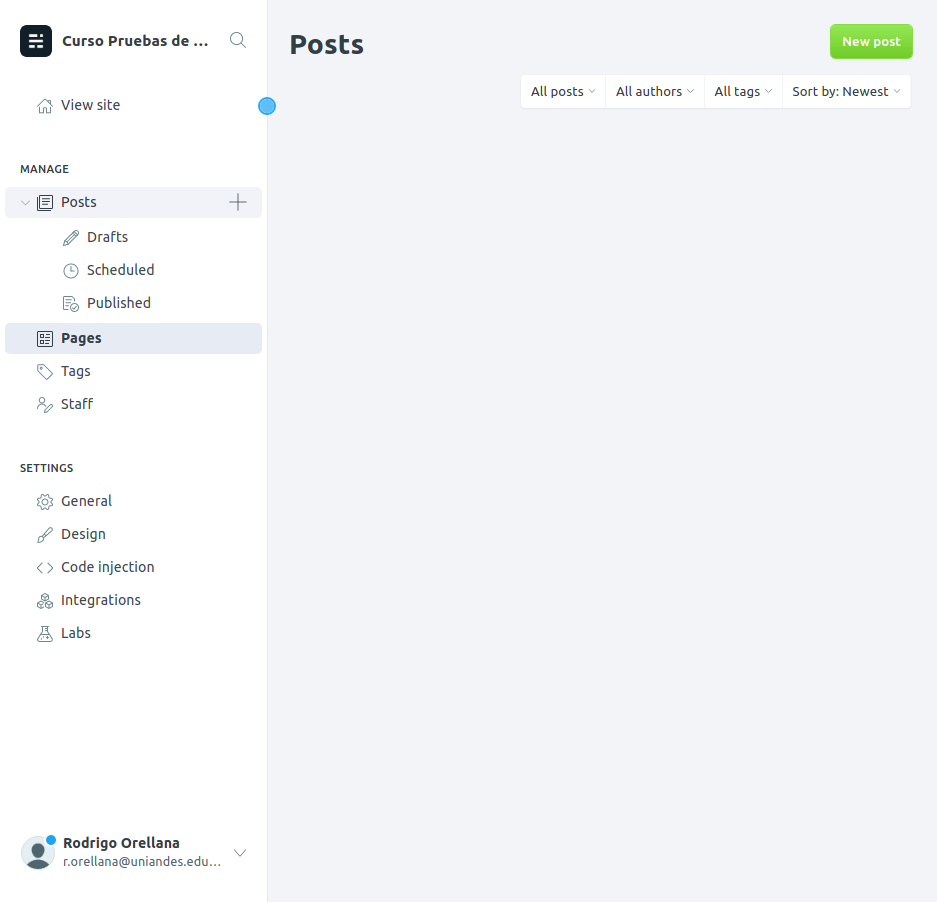 Curso Pruebas de ...
View site
MANAGE
Posts
Drafts
Scheduled
Published
Pages
Tags
Staff
SETTINGS
General
Design
Code injection
Integrations
Labs
Rodrigo Orellana
r.orellana@uniandes.edu...
Posts
New post
All posts
All authors
All tags
Sort by: Newest